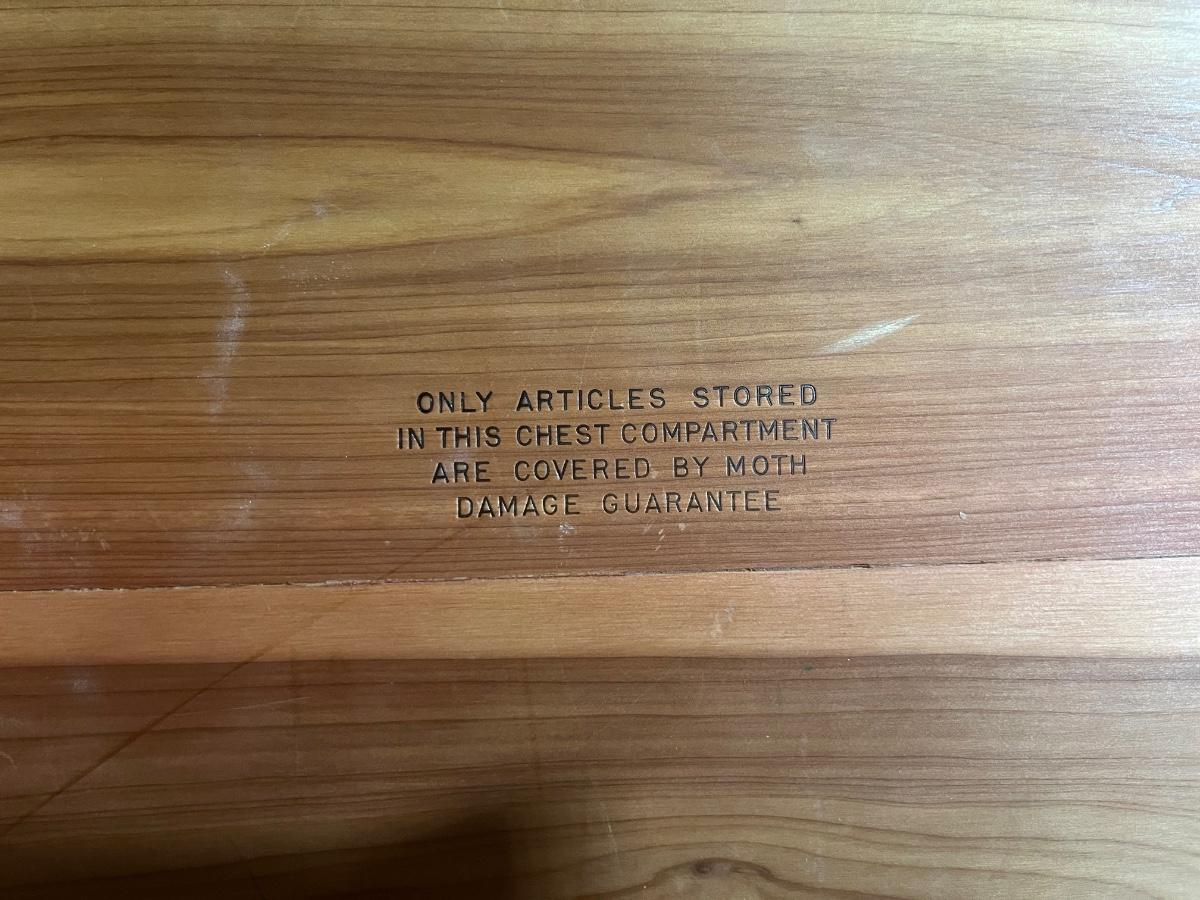 ONLY ARTICLES STORED
IN THIS CHEST COMPARTMENT
ARE COVERED BY MOTH
DAMAGE GUARANTEE